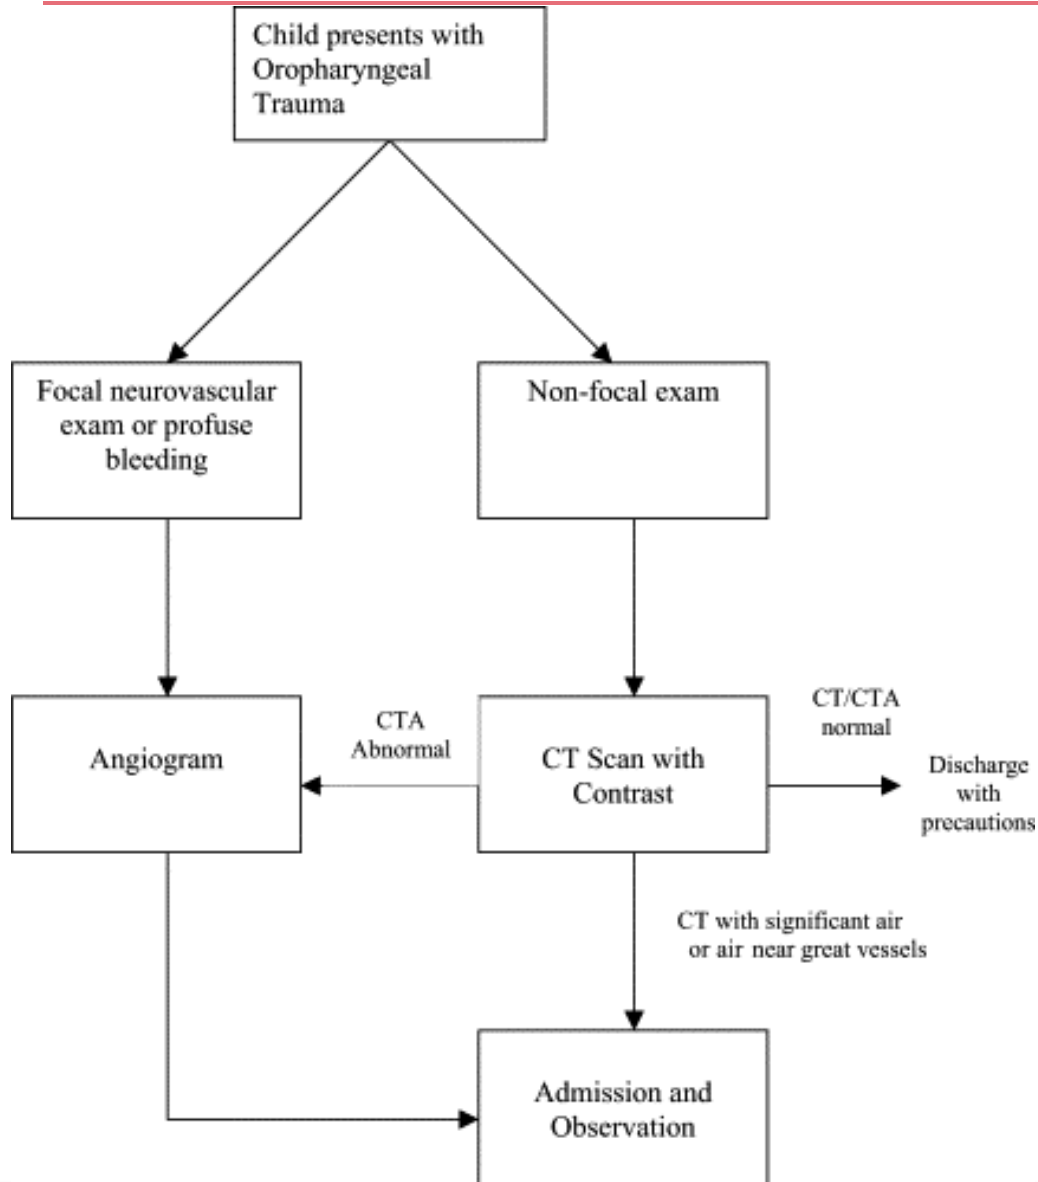 Child presents with
Oropharyngeal
Trauma
Focal neurovascular
exam or profuse
bleeding
Non-focal exam
Angiogram
CTA
Abnormal
CT Scan with
Contrast
CT/CTA
normal
Discharge
with
precautions
CT with significant air
or air near great vessels
Admission and
Observation